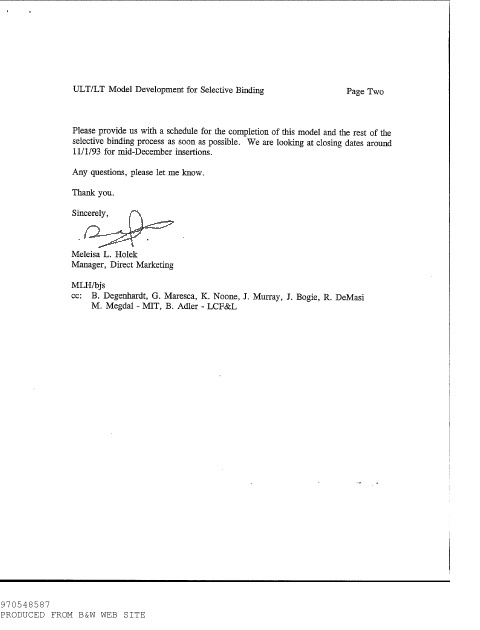 ULT/LT Model Development for Selective Binding Page Two
Please provide us with a schedule for the completion of this model and the rest of the
selective binding process as soon as possible. We are looking at closing dates around
11/1/93 for mid-December insertions.
Any questions, please let me know.
Thank you.
Sincerely,
Meleisa L. Holek
Manager, Direct Marketing
MLH/bjs
cc: B. Degenhardt, G. Maresca, K. Noone, J. Murray, J. Bogie, R. DeMasi
M. Megdal - MIT, B. Adler - LCF&L
970548587
PRODUCED FROM B&W WEB SITE